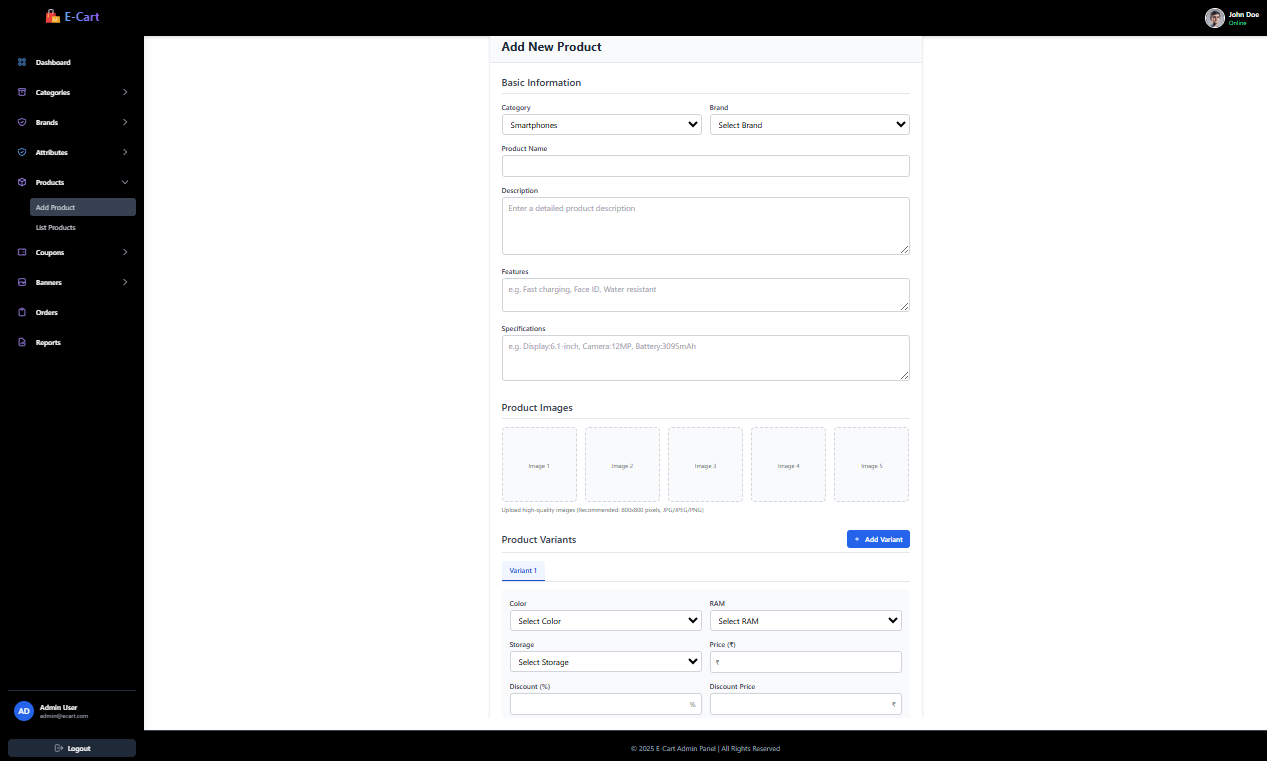 E-Cart
John Doe
Online
Dashboard
Categories
Brands
Attributes
Products
Add Product
List Products
Coupons
Banners
Orders
Reports
AD
Admin User
admin@ecart.com
Logout
Add New Product
Basic Information
Category Brand
Smartphones Select Brand
Product Name
Description
Enter a detailed product description
Features
e.g. Fast charging, Face ID, Water resistant
Specifications
e.g. Display:6.1-inch, Camera:12MP, Battery:3095mAh
Product Images
Image 1 Image 2 Image 3 Image 4 Image 5
Upload high-quality images (Recommended: 800x800 pixels, JPG/JPEG/PNG)
Product Variants + Add Variant
Variant 1
Color RAM
Select Color Select RAM
Storage Price (₹)
Select Storage ₹
Discount (%) Discount Price
% ₹
© 2025 E-Cart Admin Panel | All Rights Reserved